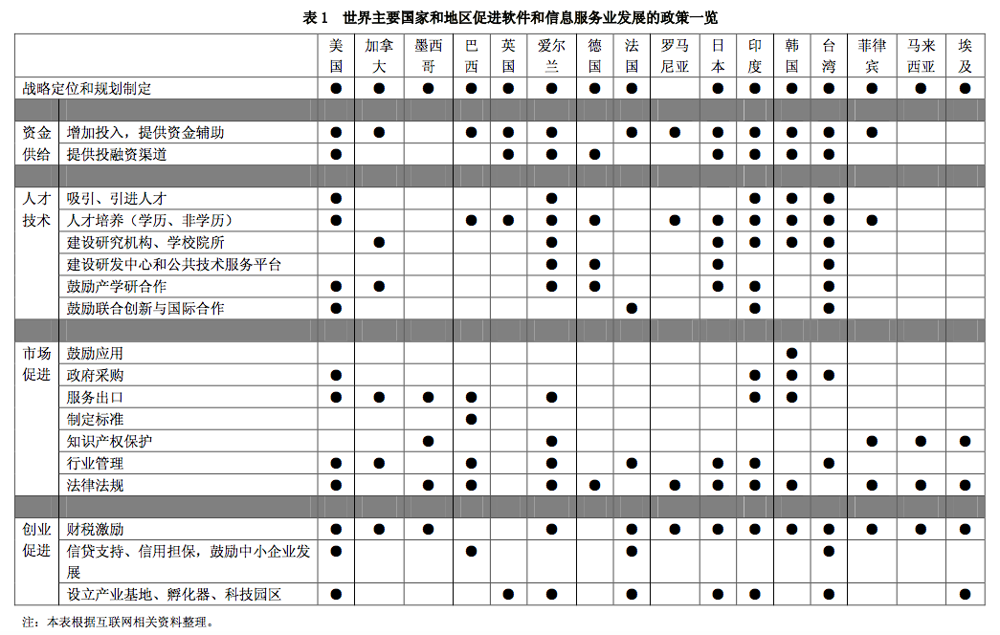 表 1 世界主要国家和地区促进软件和信息服务业发展的政策一览
美国 加拿大 墨西哥 巴西 英国 爱尔兰 德国 法国 罗马尼亚 日本 印度 韩国 台湾 菲律宾 马来西亚 埃及
战略定位和规划制定
资金
供给
增加投入，提供资金辅助
提供投融资渠道
人才
技术
吸引、引进人才
人才培养（学历、非学历）
建设研究机构、学校院所
建设研发中心和公共技术服务平台
鼓励产学研合作
鼓励联合创新与国际合作
市场
促进
鼓励应用
政府采购
服务出口
制定标准
知识产权保护
行业管理
法律法规
创业
促进
财税激励
信贷支持、信用担保，鼓励中小企业发
展
设立产业基地、孵化器、科技园区
注：本表根据互联网相关资料整理。